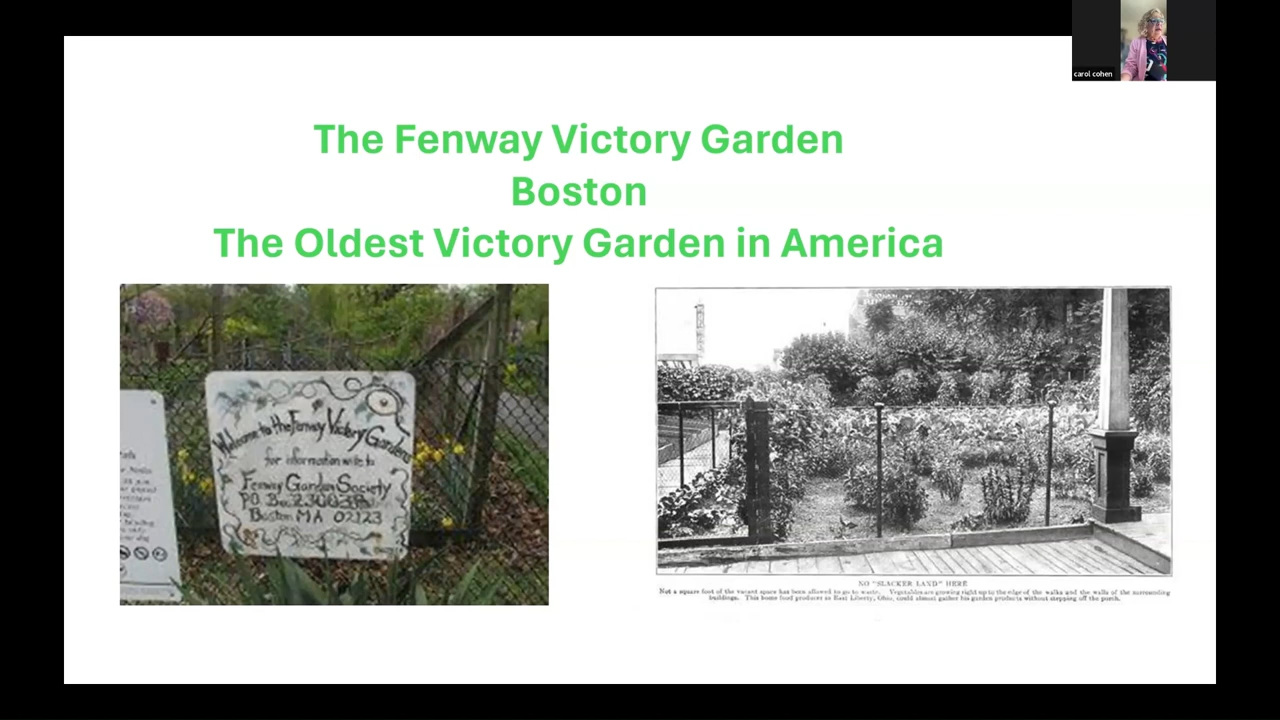 carol cohen
The Fenway Victory Garden
Boston
The Oldest Victory Garden in America
Welcome to the Fenway Victory Gardens
for information write to
Fenway Garden Society
P.O. Box 230038
Boston MA 02123
NO "SLACKER LAND" HERE
Not a square foot of the vacant space has been allowed to go to waste. Vegetables are growing right up to the edge of the walks and the walls of the surrounding
buildings. This home food producer in East Liberty, Ohio, could almost gather his garden products without stepping off the porch.